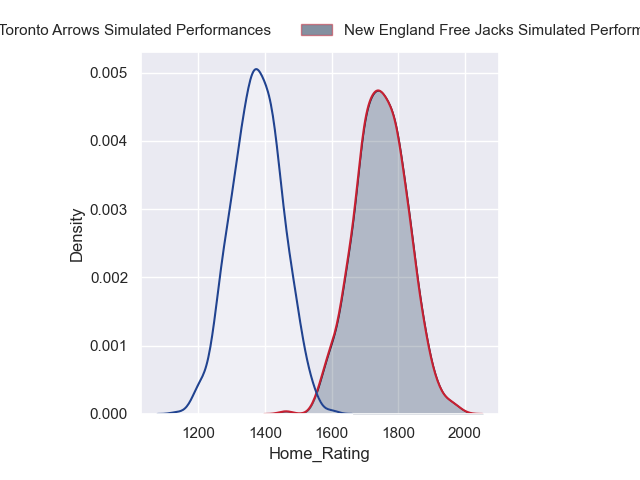 Toronto Arrows Simulated Performances
New England Free Jacks Simulated Perform
0.005
0.004
0.003
0.002
0.001
0.000
Density
1200 1400 1600 1800 2000
Home_Rating